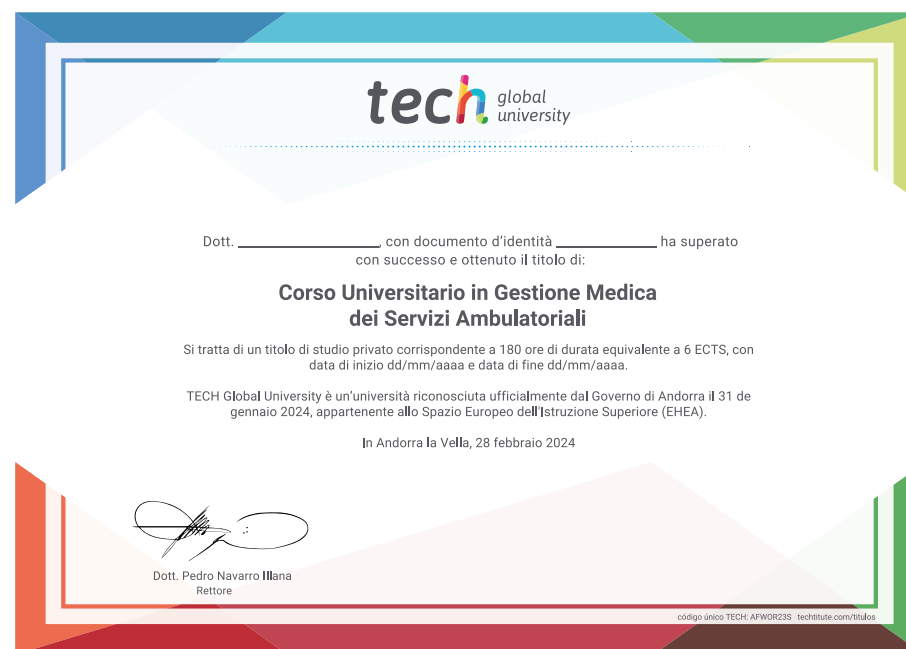 tech global university
Dott. ____________________, con documento d'identità ______________ ha superato
con successo e ottenuto il titolo di:
Corso Universitario in Gestione Medica
dei Servizi Ambulatoriali
Si tratta di un titolo di studio privato corrispondente a 180 ore di durata equivalente a 6 ECTS, con
data di inizio dd/mm/aaaa e data di fine dd/mm/aaaa.
TECH Global University è un'università riconosciuta ufficialmente dal Governo di Andorra il 31 de
gennaio 2024, appartenente allo Spazio Europeo dell'Istruzione Superiore (EHEA).
In Andorra la Vella, 28 febbraio 2024
Dott. Pedro Navarro Illana
Rettore
código único TECH: AFWOR23S techtitute.com/titulos